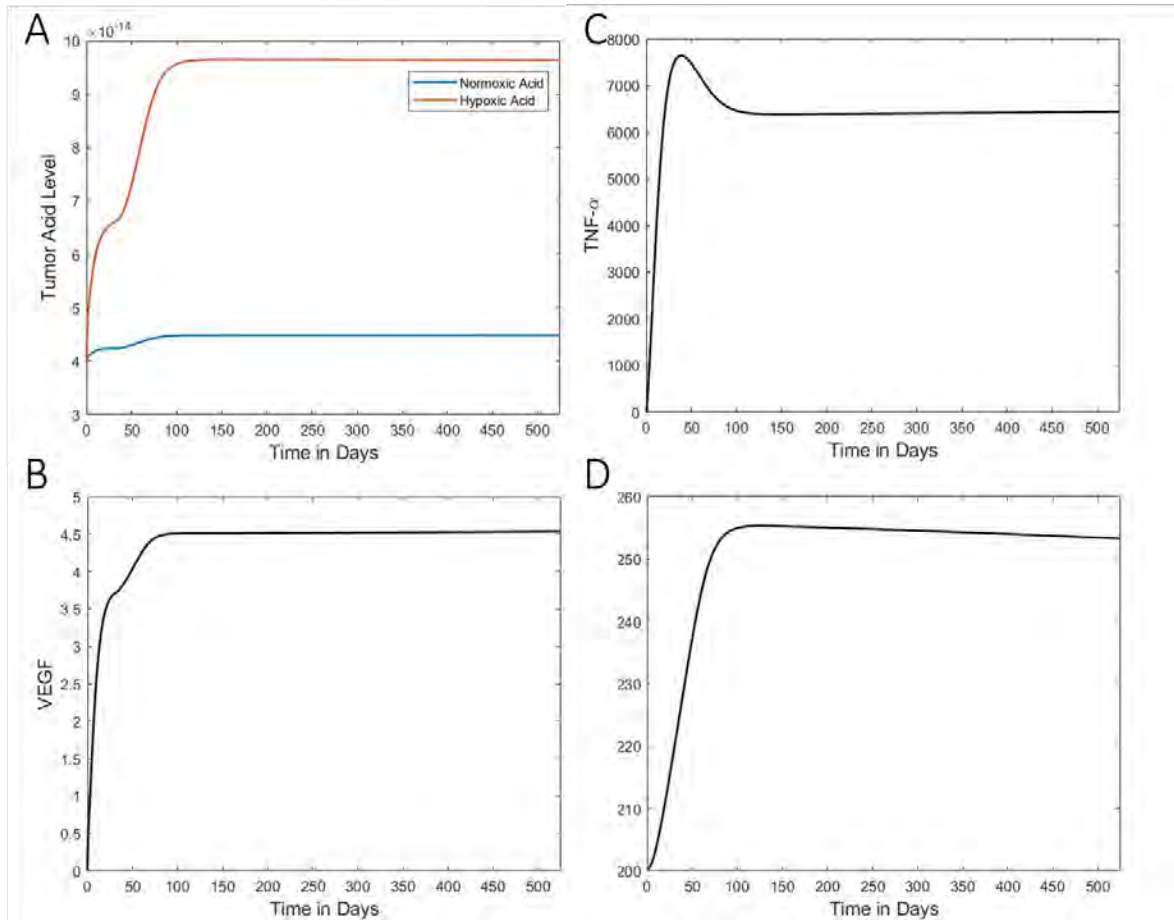 A
×10⁻¹⁴
10
9
8
7
6
5
4
3
Tumor Acid Level
Normoxic Acid
Hypoxic Acid
0 50 100 150 200 250 300 350 400 450 500
Time in Days
C
8000
7000
6000
5000
4000
3000
2000
1000
0
TNF-α
0 50 100 150 200 250 300 350 400 450 500
Time in Days
B
5
4.5
4
3.5
3
2.5
2
1.5
1
0.5
0
VEGF
0 50 100 150 200 250 300 350 400 450 500
Time in Days
D
260
250
240
230
220
210
200
0 50 100 150 200 250 300 350 400 450 500
Time in Days